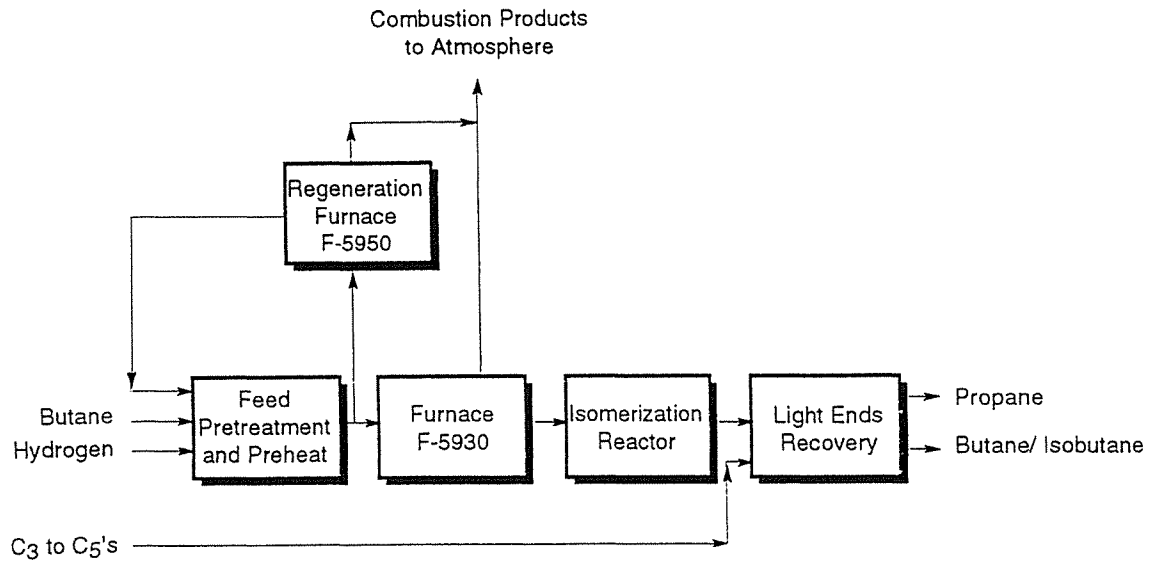 Combustion Products
to Atmosphere
Regeneration
Furnace
F-5950
Butane
Hydrogen
Feed
Pretreatment
and Preheat
Furnace
F-5930
Isomerization
Reactor
Light Ends
Recovery
Propane
Butane/ Isobutane
C3 to C5's